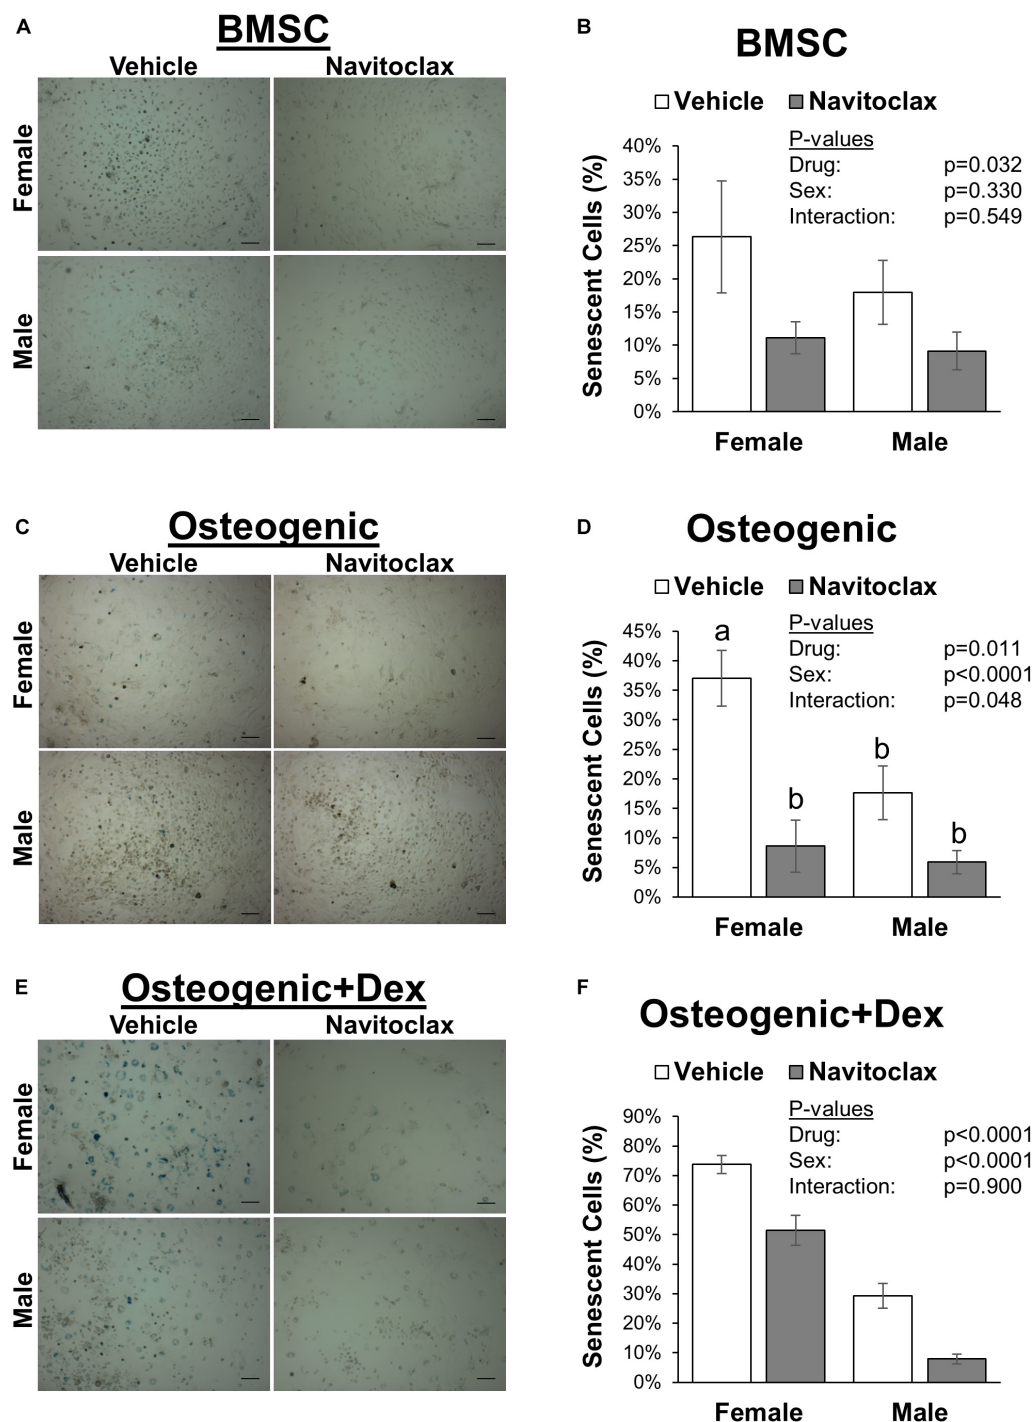 A
BMSC
Vehicle Navitoclax
Female
Male
B
BMSC
Vehicle Navitoclax
P-values
Drug: p=0.032
Sex: p=0.330
Interaction: p=0.549
Senescent Cells (%)
40%
35%
30%
25%
20%
15%
10%
5%
0%
Female Male
C
Osteogenic
Vehicle Navitoclax
Female
Male
D
Osteogenic
Vehicle Navitoclax
P-values
Drug: p=0.011
Sex: p<0.0001
Interaction: p=0.048
Senescent Cells (%)
45%
40%
35%
30%
25%
20%
15%
10%
5%
0%
a
b
b
b
Female Male
E
Osteogenic+Dex
Vehicle Navitoclax
Female
Male
F
Osteogenic+Dex
Vehicle Navitoclax
P-values
Drug: p<0.0001
Sex: p<0.0001
Interaction: p=0.900
Senescent Cells (%)
90%
80%
70%
60%
50%
40%
30%
20%
10%
0%
Female Male